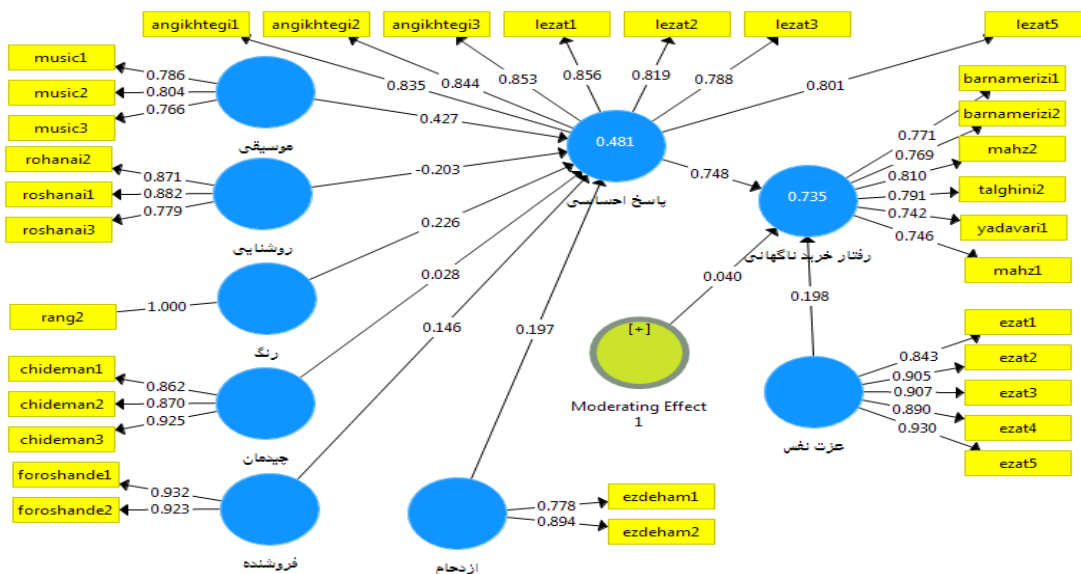 angikhtegi1
angikhtegi2
angikhtegi3
lezat1
lezat2
lezat3
lezat5
0.835
0.844
0.853
0.856
0.819
0.788
0.801
music1
music2
music3
0.786
0.804
0.766
موسیقی
0.427
rohanai2
roshanai1
roshanai3
0.871
0.882
0.779
روشنایی
-0.203
rang2
1.000
رنگ
0.226
chideman1
chideman2
chideman3
0.862
0.870
0.925
چیدمان
0.028
foroshande1
foroshande2
0.932
0.923
فروشنده
0.146
ازدحام
0.197
0.778
0.894
ezdeham1
ezdeham2
0.481
پاسخ احساسی
0.748
0.735
رفتار خرید ناگهانی
0.771
0.769
0.810
0.791
0.742
0.746
barnamerizi1
barnamerizi2
mahz2
talghini2
yadavari1
mahz1
0.040
[+]
Moderating Effect
1
0.198
عزت نفس
0.843
0.905
0.907
0.890
0.930
ezat1
ezat2
ezat3
ezat4
ezat5